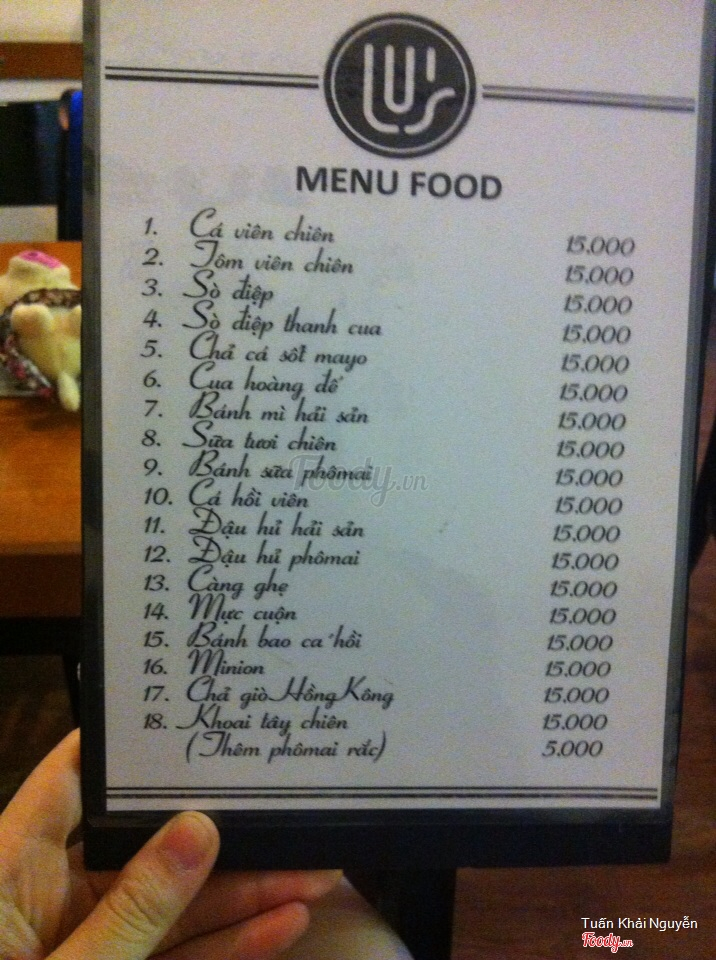 LU'S
MENU FOOD
1. Cá viên chiên 15.000
2. Tôm viên chiên 15.000
3. Sò điệp 15.000
4. Sò điệp thanh cua 15.000
5. Chả cá sốt mayo 15.000
6. Cua hoàng đế 15.000
7. Bánh mì hải sản 15.000
8. Sữa tươi chiên 15.000
9. Bánh sữa phômai 15.000
10. Cá hồi viên 15.000
11. Đậu hủ hải sản 15.000
12. Đậu hủ phômai 15.000
13. Càng ghẹ 15.000
14. Mực cuộn 15.000
15. Bánh bao ca'hồi 15.000
16. Minion 15.000
17. Chả giò HồngKông 15.000
18. Khoai tây chiên 15.000
(Thêm phômai rắc) 5.000
Foody.vn
Tuấn Khải Nguyễn
Foody.vn